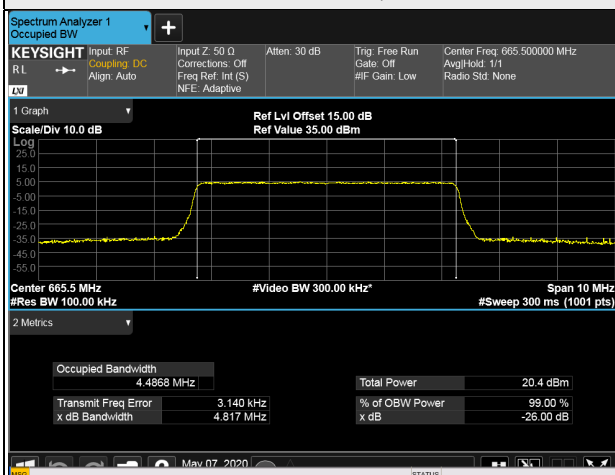 Spectrum Analyzer 1
Occupied BW
KEYSIGHT
R L
LXI
Input: RF
Coupling: DC
Align: Auto
Input Z: 50 Ω
Corrections: Off
Freq Ref: Int (S)
NFE: Adaptive
Atten: 30 dB
Trig: Free Run
Gate: Off
#IF Gain: Low
Center Freq: 665.500000 MHz
Avg|Hold: 1/1
Radio Std: None
1 Graph
Scale/Div 10.0 dB
Ref Lvl Offset 15.00 dB
Ref Value 35.00 dBm
Log
25.0
15.0
5.00
-5.00
-15.0
-25.0
-35.0
-45.0
-55.0
Center 665.5 MHz
#Res BW 100.00 kHz
#Video BW 300.00 kHz*
Span 10 MHz
#Sweep 300 ms (1001 pts)
2 Metrics
Occupied Bandwidth
4.4868 MHz
Transmit Freq Error 3.140 kHz
x dB Bandwidth 4.817 MHz
Total Power 20.4 dBm
% of OBW Power 99.00 %
x dB -26.00 dB
May 07, 2020
MSG
STATUS